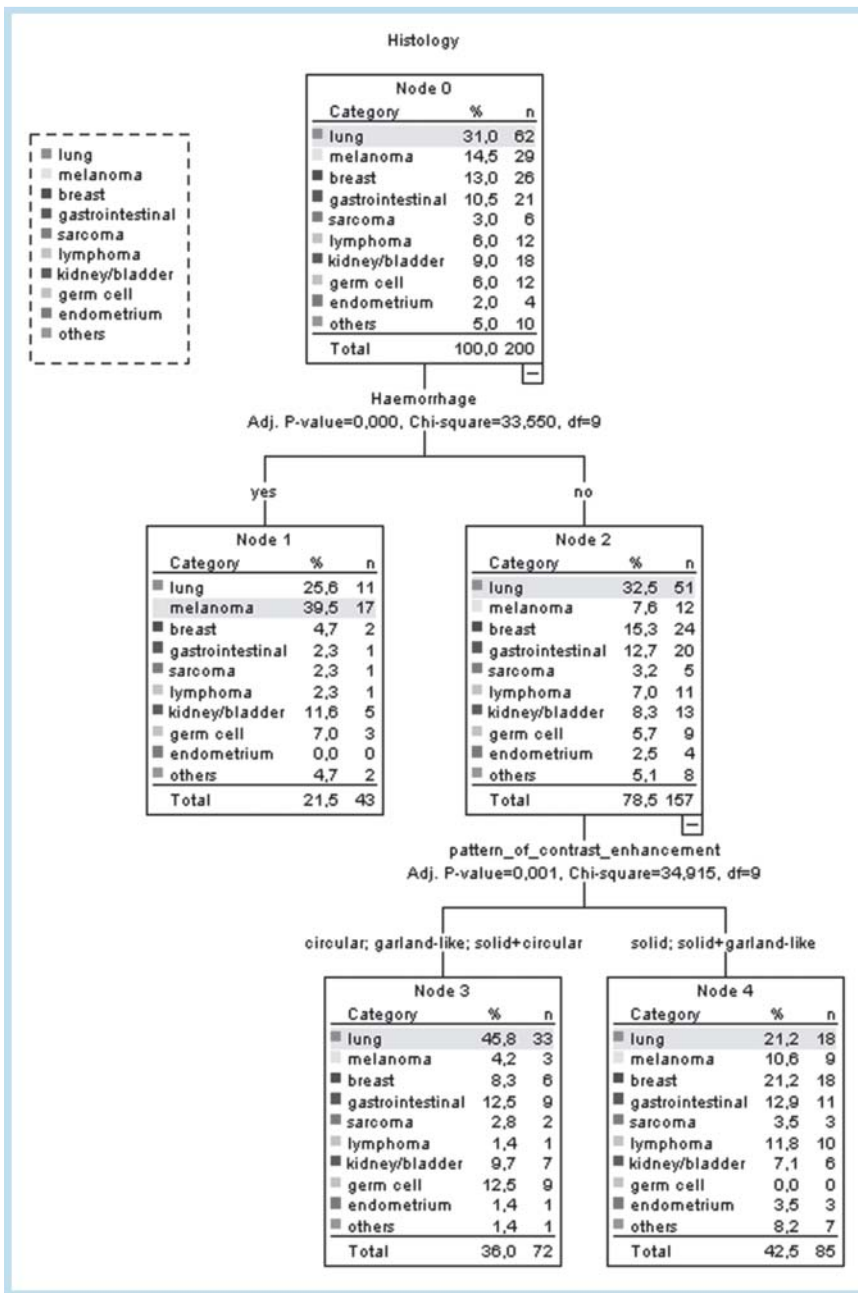 Histology
Node 0
Category % n
lung 31,0 62
melanoma 14,5 29
breast 13,0 26
gastrointestinal 10,5 21
sarcoma 3,0 6
lymphoma 6,0 12
kidney/bladder 9,0 18
germ cell 6,0 12
endometrium 2,0 4
others 5,0 10
Total 100,0 200
lung
melanoma
breast
gastrointestinal
sarcoma
lymphoma
kidney/bladder
germ cell
endometrium
others
Haemorrhage
Adj. P-value=0,000, Chi-square=33,550, df=9
yes
no
Node 1
Category % n
lung 25,6 11
melanoma 39,5 17
breast 4,7 2
gastrointestinal 2,3 1
sarcoma 2,3 1
lymphoma 2,3 1
kidney/bladder 11,6 5
germ cell 7,0 3
endometrium 0,0 0
others 4,7 2
Total 21,5 43
Node 2
Category % n
lung 32,5 51
melanoma 7,6 12
breast 15,3 24
gastrointestinal 12,7 20
sarcoma 3,2 5
lymphoma 7,0 11
kidney/bladder 8,3 13
germ cell 5,7 9
endometrium 2,5 4
others 5,1 8
Total 78,5 157
pattern_of_contrast_enhancement
Adj. P-value=0,001, Chi-square=34,915, df=9
circular; garland-like; solid+circular
solid; solid+garland-like
Node 3
Category % n
lung 45,8 33
melanoma 4,2 3
breast 8,3 6
gastrointestinal 12,5 9
sarcoma 2,8 2
lymphoma 1,4 1
kidney/bladder 9,7 7
germ cell 12,5 9
endometrium 1,4 1
others 1,4 1
Total 36,0 72
Node 4
Category % n
lung 21,2 18
melanoma 10,6 9
breast 21,2 18
gastrointestinal 12,9 11
sarcoma 3,5 3
lymphoma 11,8 10
kidney/bladder 7,1 6
germ cell 0,0 0
endometrium 3,5 3
others 8,2 7
Total 42,5 85